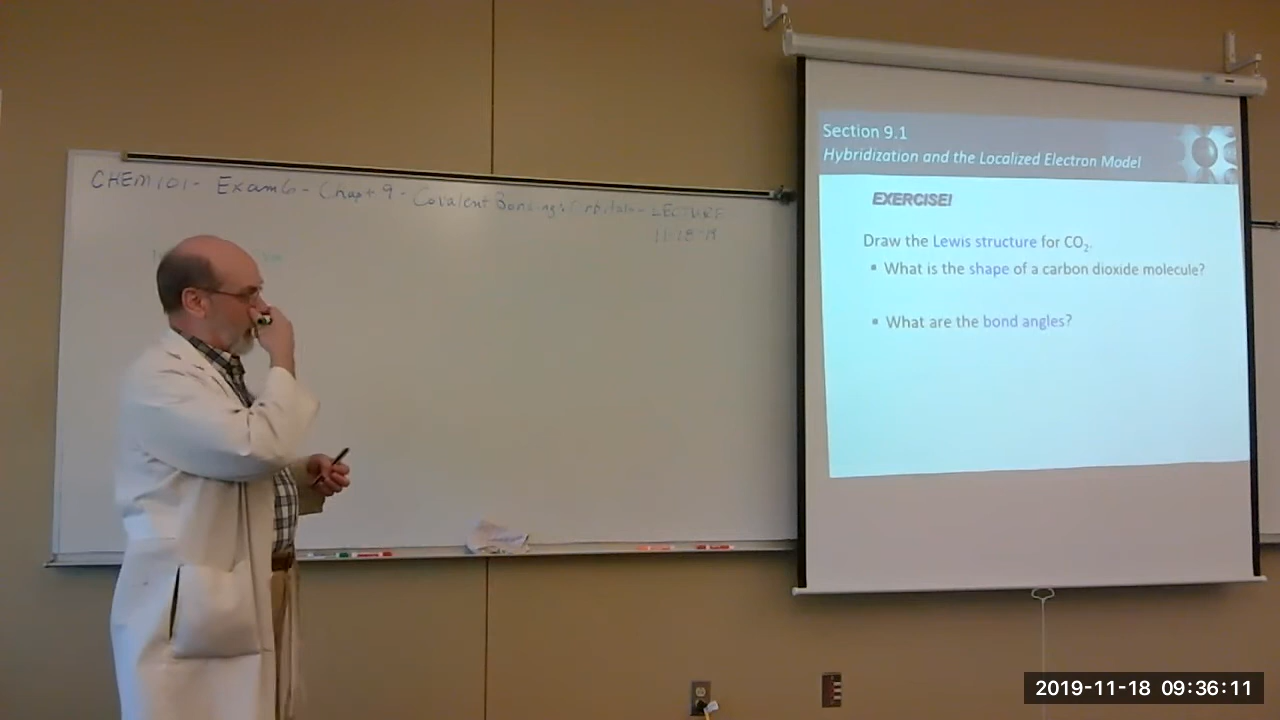 CHEM 101 - Exam 6 - Chapt 9 - Covalent Bonding: Orbitals - LECTURE
11-18-19
Section 9.1
Hybridization and the Localized Electron Model
EXERCISE!
Draw the Lewis structure for CO₂.
▪ What is the shape of a carbon dioxide molecule?
▪ What are the bond angles?
2019-11-18 09:36:11